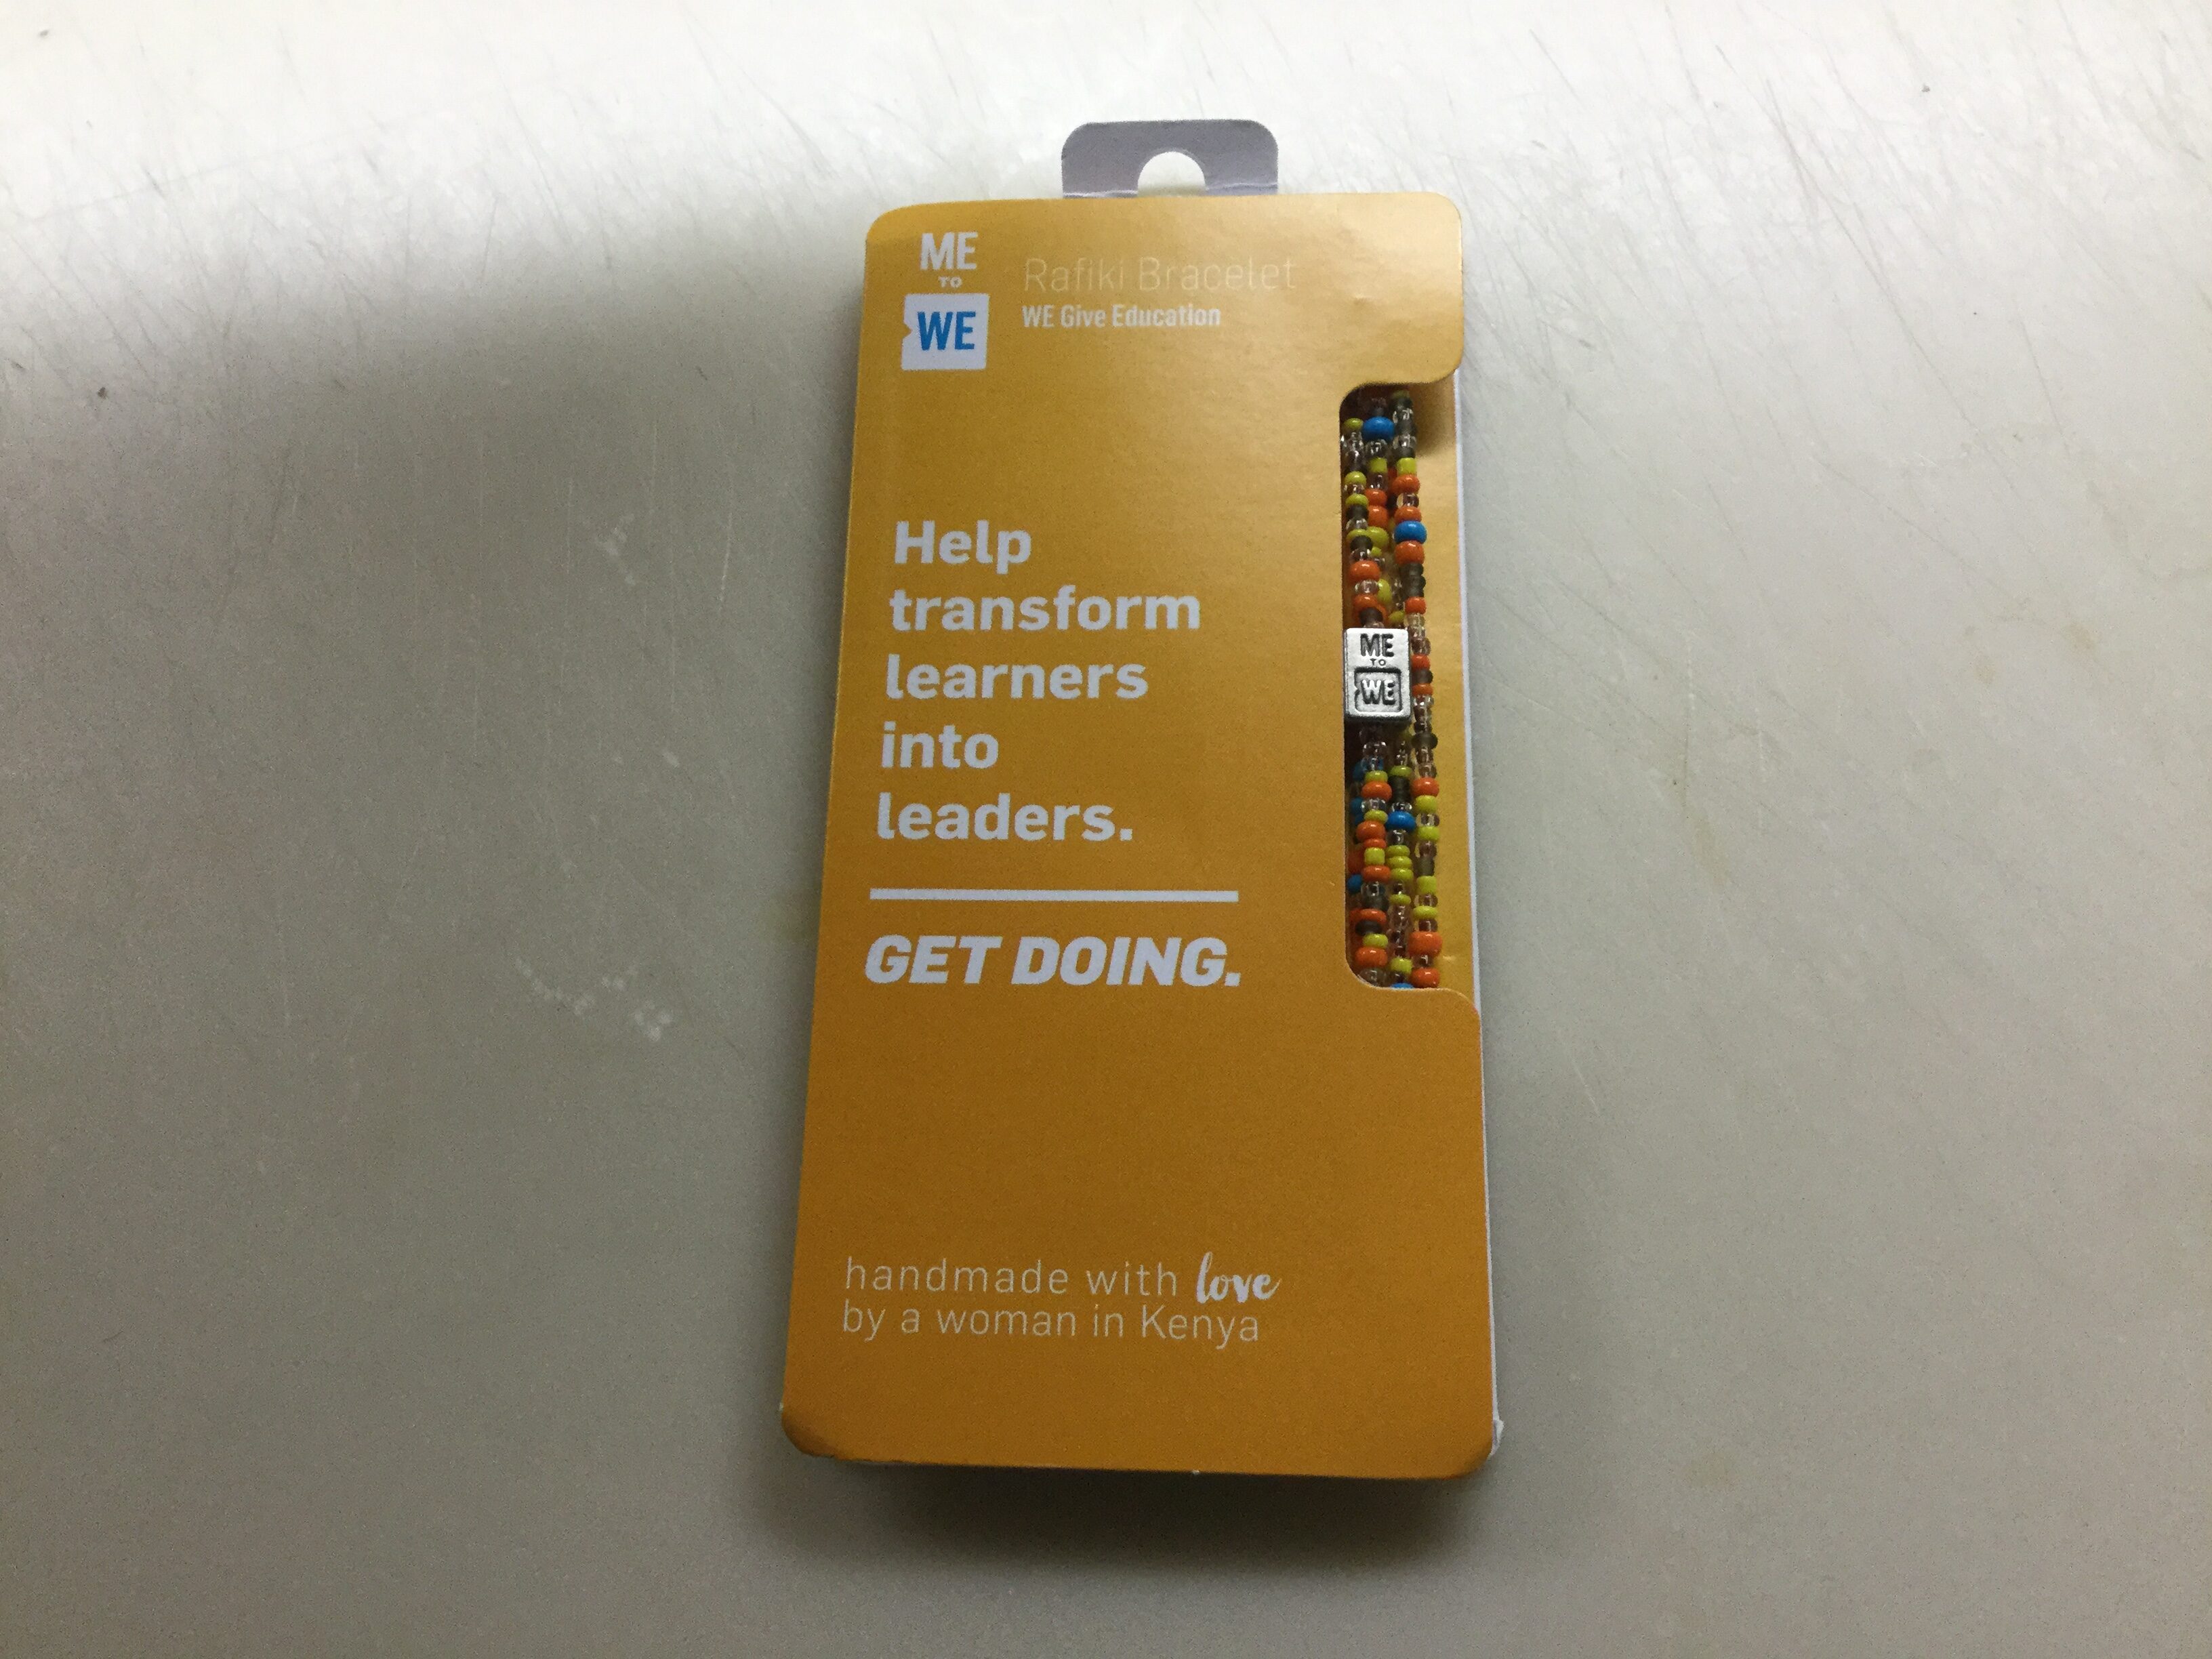 ME
TO
WE
Rafiki Bracelet
WE Give Education
Help
transform
learners
into
leaders.
GET DOING.
ME
TO
WE
handmade with love
by a woman in Kenya